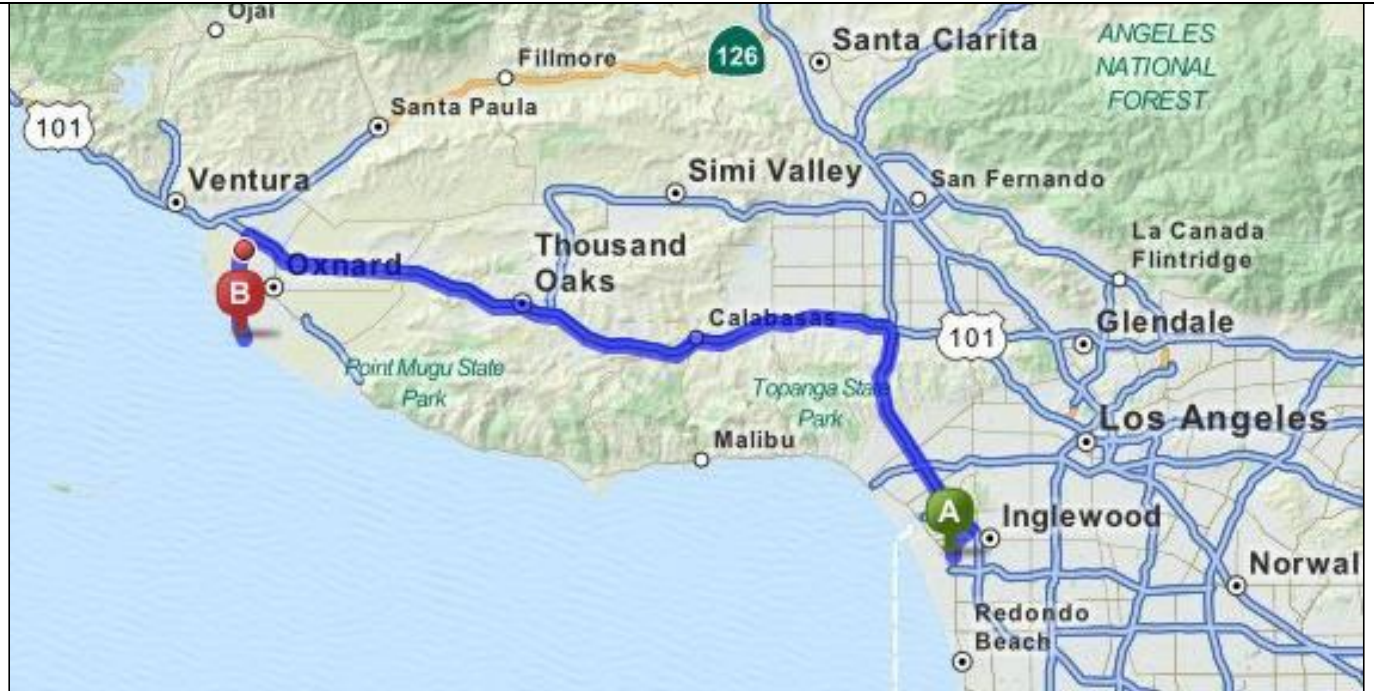 Ojai
Fillmore
126
Santa Clarita
ANGELES
NATIONAL
FOREST
101
Santa Paula
Ventura
Simi Valley
San Fernando
La Canada
Flintridge
Thousand
Oaks
Oxnard
B
Calabasas
101
Glendale
Point Mugu State
Park
Topanga State
Park
Los Angeles
Malibu
A
Inglewood
Norwal
Redondo
Beach